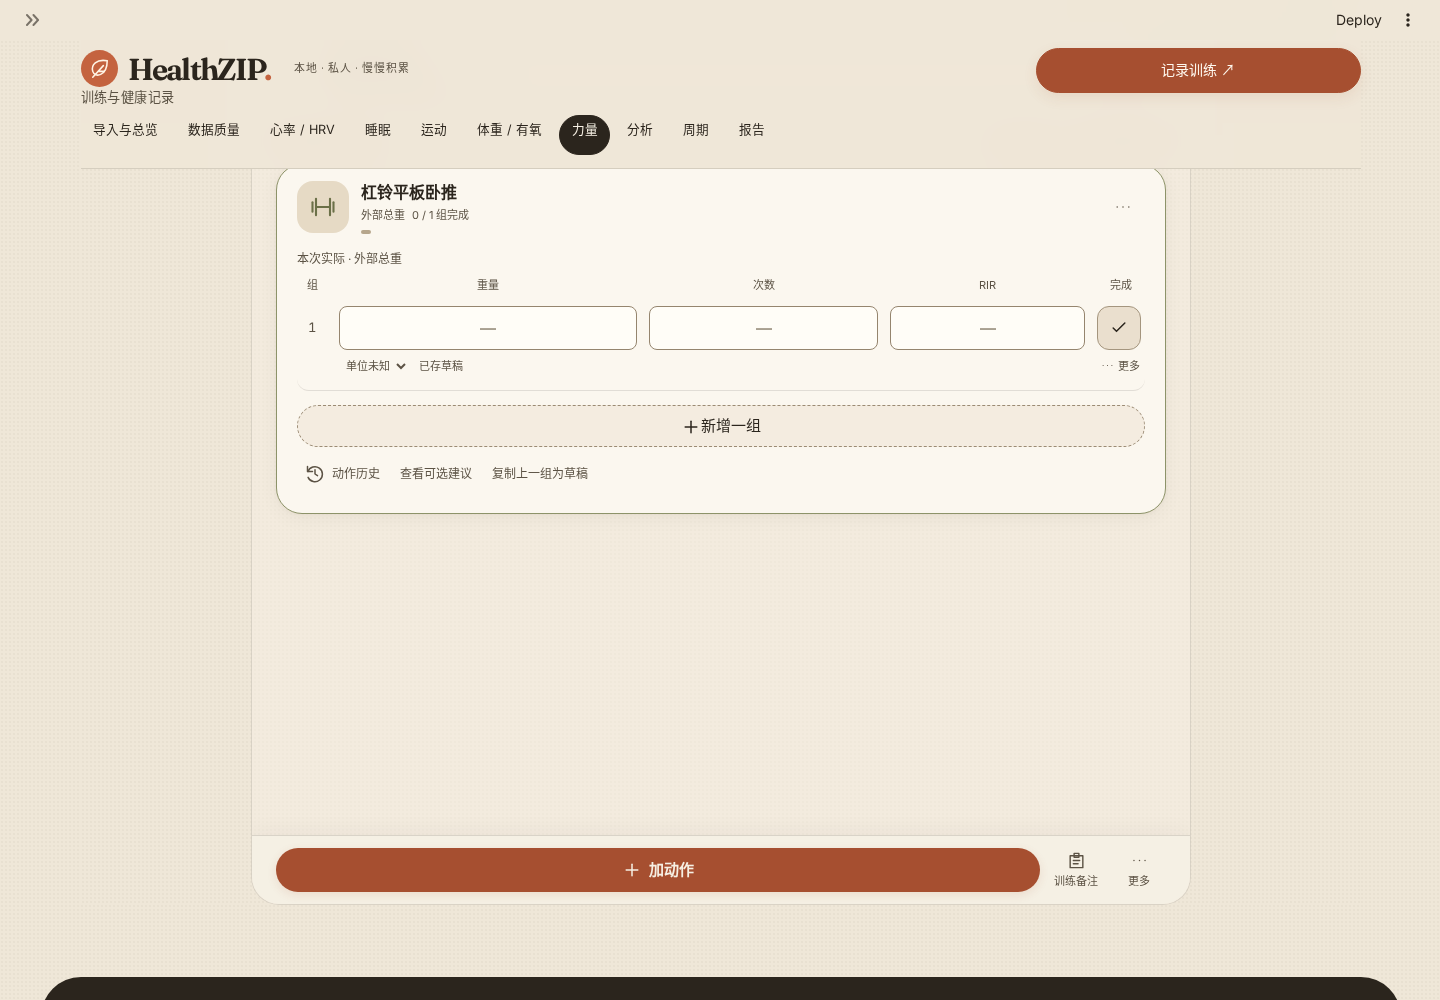 Deploy
HealthZIP.
本地 · 私人 · 慢慢积累
记录训练 ↗
训练与健康记录
导入与总览 数据质量 心率 / HRV 睡眠 运动 体重 / 有氧 力量 分析 周期 报告
杠铃平板卧推
外部总重 0 / 1 组完成
···
本次实际 · 外部总重
组 重量 次数 RIR 完成
1 — — —
单位未知 已存草稿 ··· 更多
新增一组
动作历史 查看可选建议 复制上一组为草稿
加动作
训练备注
··· 更多